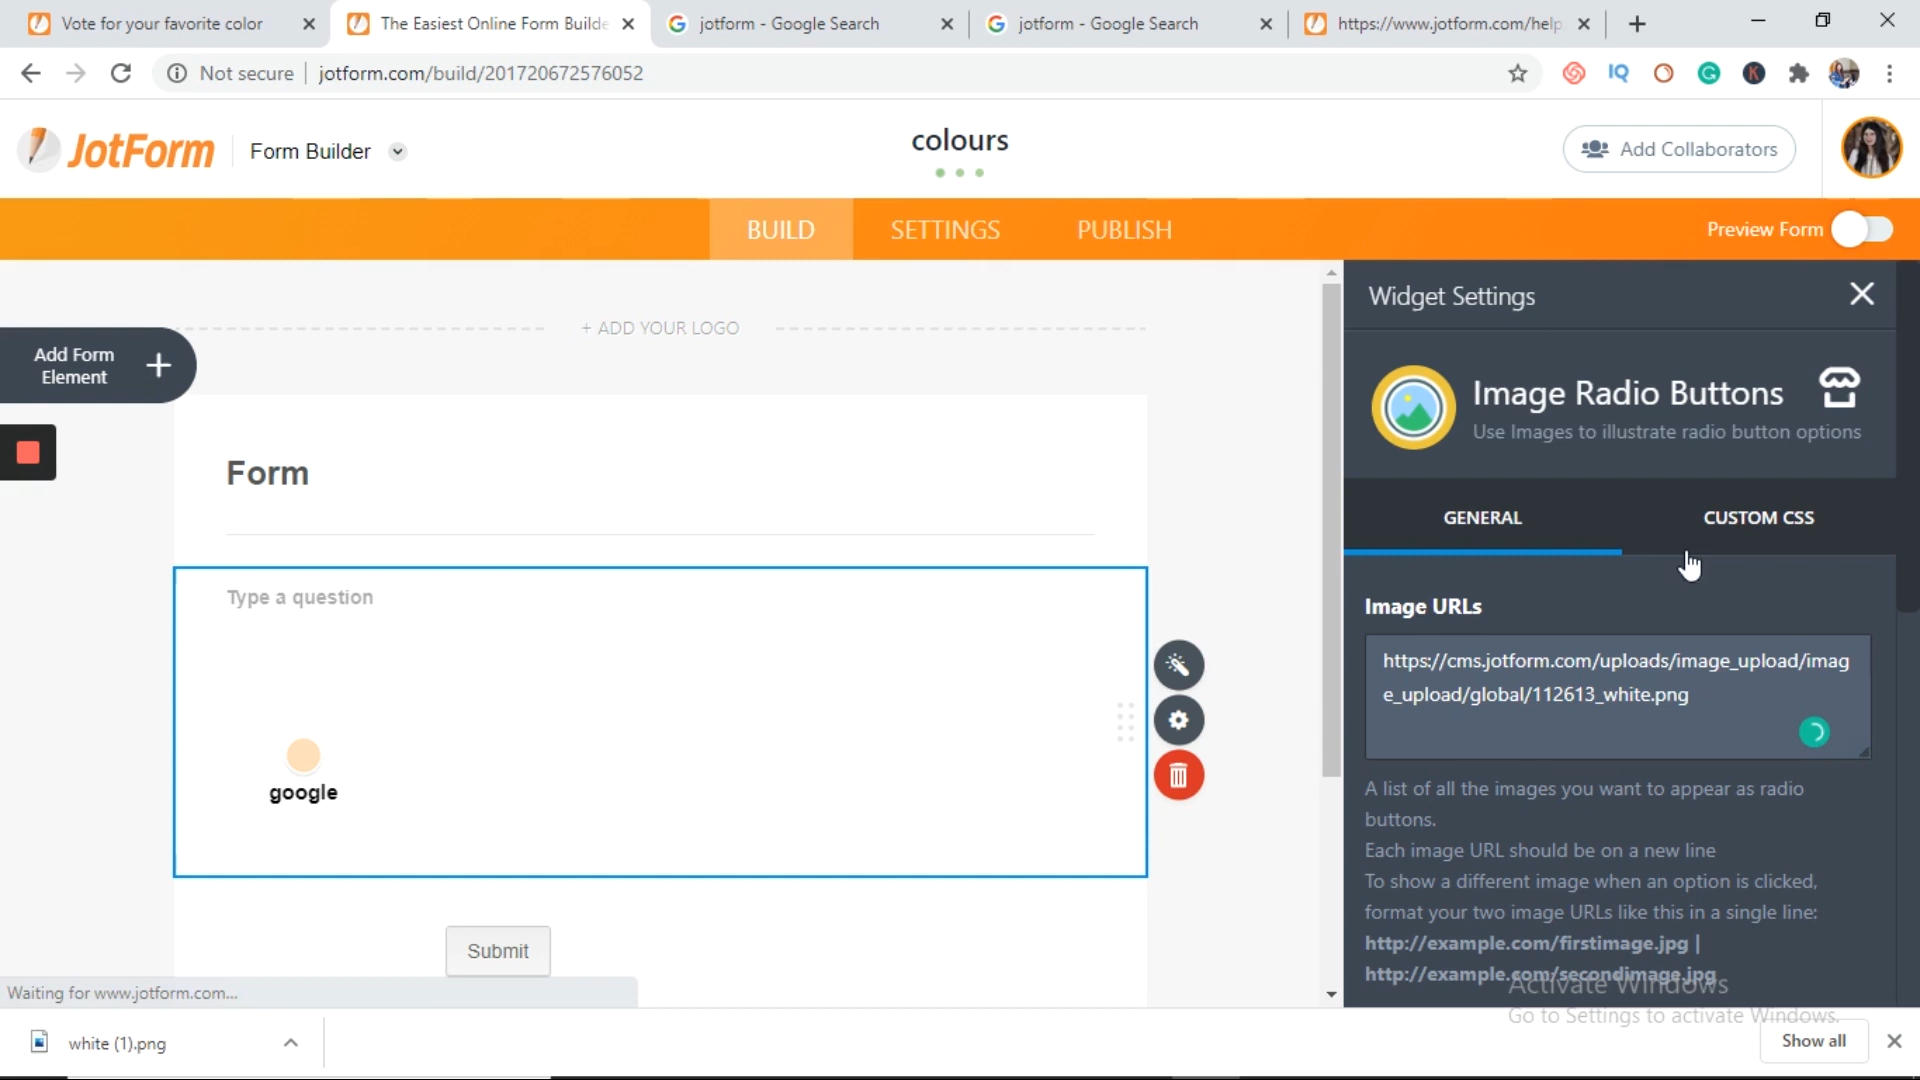 Vote for your favorite color
The Easiest Online Form Builde
jotform - Google Search
jotform - Google Search
https://www.jotform.com/help
Not secure
jotform.com/build/201720672576052
IQ
K
JotForm
Form Builder
colours
Add Collaborators
BUILD
SETTINGS
PUBLISH
Preview Form
Widget Settings
+ ADD YOUR LOGO
Add Form
Element
Image Radio Buttons
Use Images to illustrate radio button options
Form
GENERAL
CUSTOM CSS
Type a question
Image URLs
https://cms.jotform.com/uploads/image_upload/imag
e_upload/global/112613_white.png
google
A list of all the images you want to appear as radio
buttons.
Each image URL should be on a new line
To show a different image when an option is clicked,
format your two image URLs like this in a single line:
http://example.com/firstimage.jpg |
http://example.com/secondimage.jpg
Submit
Waiting for www.jotform.com...
Activate Windows
Go to Settings to activate Windows.
white (1).png
Show all